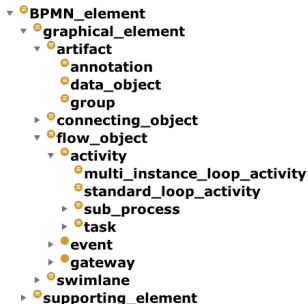 BPMN_element
graphical_element
artifact
annotation
data_object
group
connecting_object
flow_object
activity
multi_instance_loop_activity
standard_loop_activity
sub_process
task
event
gateway
swimlane
supporting_element